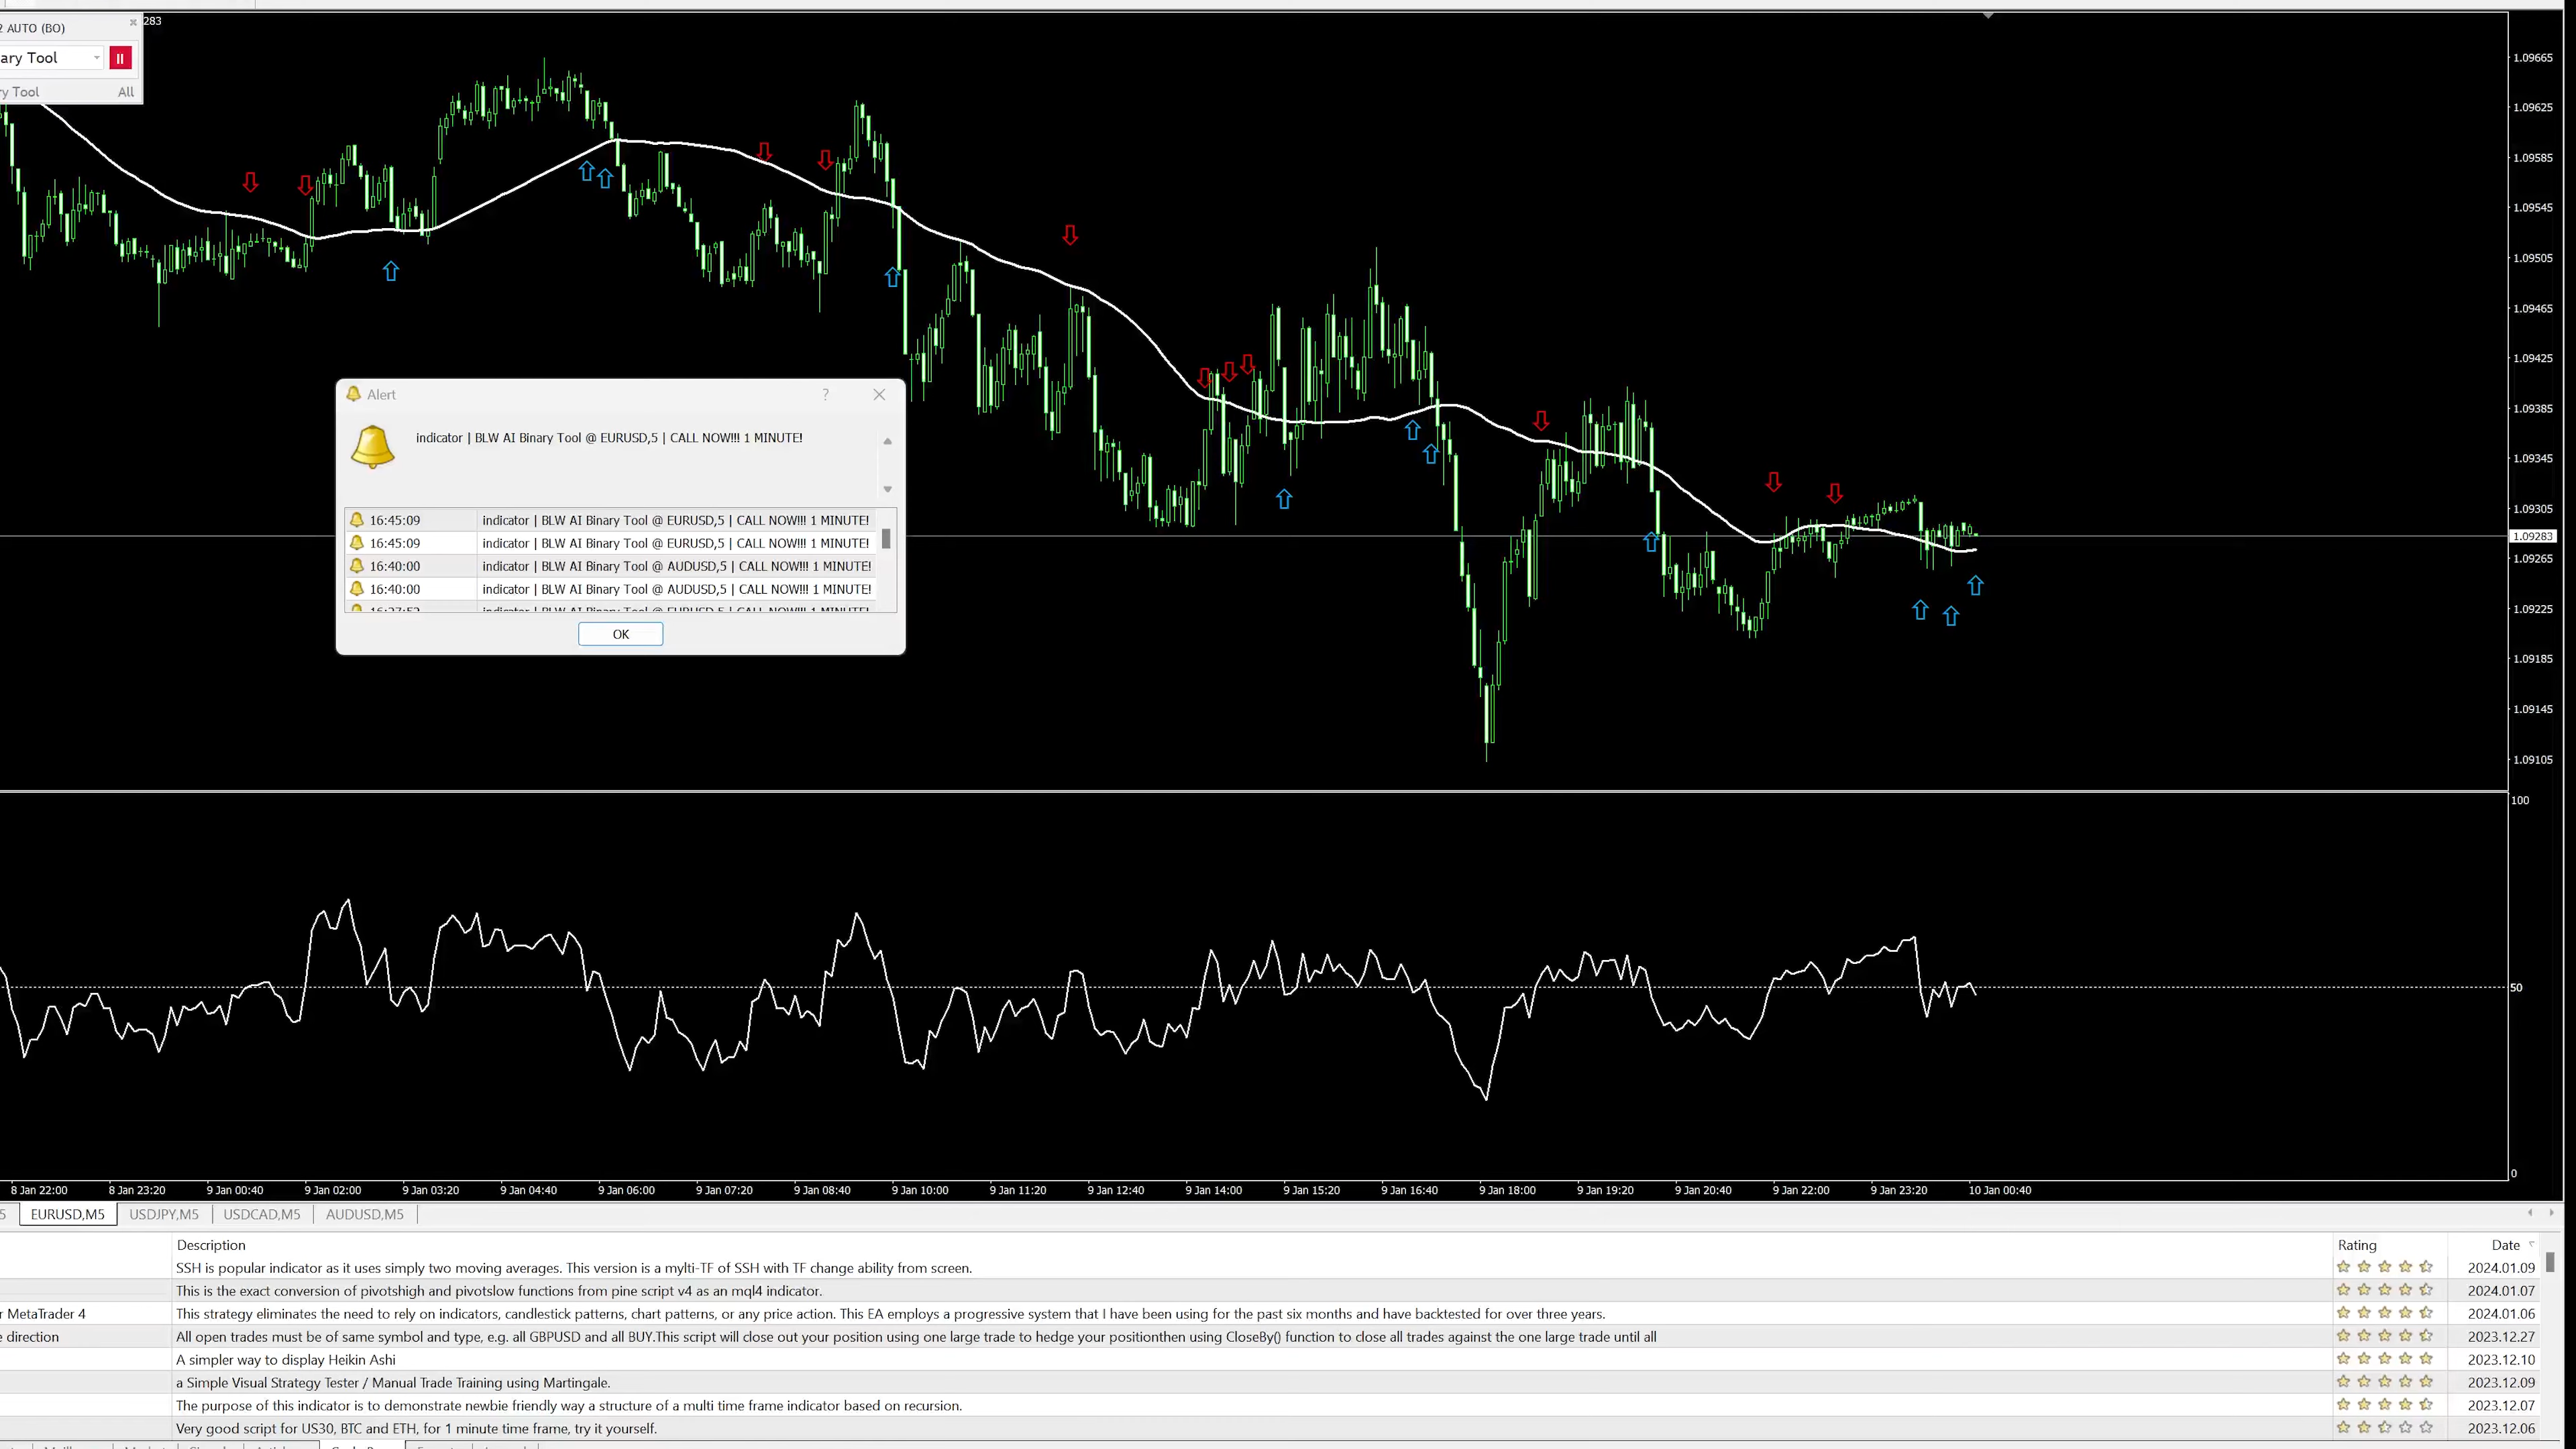 2 AUTO (BO)
283
ary Tool
ry Tool All
1.09665
1.09625
1.09585
1.09545
1.09505
1.09465
1.09425
1.09385
1.09345
1.09305
1.09283
1.09265
1.09225
1.09185
1.09145
1.09105
Alert
indicator | BLW AI Binary Tool @ EURUSD,5 | CALL NOW!!! 1 MINUTE!
16:45:09 indicator | BLW AI Binary Tool @ EURUSD,5 | CALL NOW!!! 1 MINUTE!
16:45:09 indicator | BLW AI Binary Tool @ EURUSD,5 | CALL NOW!!! 1 MINUTE!
16:40:00 indicator | BLW AI Binary Tool @ AUDUSD,5 | CALL NOW!!! 1 MINUTE!
16:40:00 indicator | BLW AI Binary Tool @ AUDUSD,5 | CALL NOW!!! 1 MINUTE!
indicator | BLW AI Binary Tool @ EURUSD,5 | CALL NOW!!! 1 MINUTE!
OK
100
50
0
8 Jan 22:00 8 Jan 23:20 9 Jan 00:40 9 Jan 02:00 9 Jan 03:20 9 Jan 04:40 9 Jan 06:00 9 Jan 07:20 9 Jan 08:40 9 Jan 10:00 9 Jan 11:20 9 Jan 12:40 9 Jan 14:00 9 Jan 15:20 9 Jan 16:40 9 Jan 18:00 9 Jan 19:20 9 Jan 20:40 9 Jan 22:00 9 Jan 23:20 10 Jan 00:40
5 EURUSD,M5 USDJPY,M5 USDCAD,M5 AUDUSD,M5
Description Rating Date
SSH is popular indicator as it uses simply two moving averages. This version is a mylti-TF of SSH with TF change ability from screen. 2024.01.09
This is the exact conversion of pivotshigh and pivotslow functions from pine script v4 as an mql4 indicator. 2024.01.07
r MetaTrader 4 This strategy eliminates the need to rely on indicators, candlestick patterns, chart patterns, or any price action. This EA employs a progressive system that I have been using for the past six months and have backtested for over three years. 2024.01.06
e direction All open trades must be of same symbol and type, e.g. all GBPUSD and all BUY.This script will close out your position using one large trade to hedge your positionthen using CloseBy() function to close all trades against the one large trade until all 2023.12.27
A simpler way to display Heikin Ashi 2023.12.10
a Simple Visual Strategy Tester / Manual Trade Training using Martingale. 2023.12.09
The purpose of this indicator is to demonstrate newbie friendly way a structure of a multi time frame indicator based on recursion. 2023.12.07
Very good script for US30, BTC and ETH, for 1 minute time frame, try it yourself. 2023.12.06